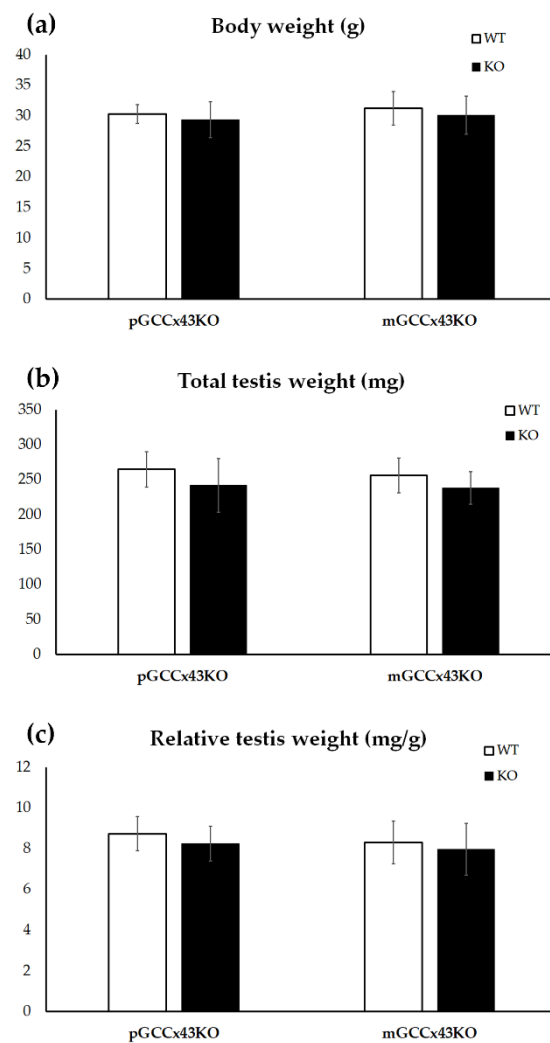 (a)
Body weight (g)
WT
KO
40
35
30
25
20
15
10
5
0
pGCCx43KO mGCCx43KO
(b)
Total testis weight (mg)
WT
KO
350
300
250
200
150
100
50
0
pGCCx43KO mGCCx43KO
(c)
Relative testis weight (mg/g)
WT
KO
12
10
8
6
4
2
0
pGCCx43KO mGCCx43KO